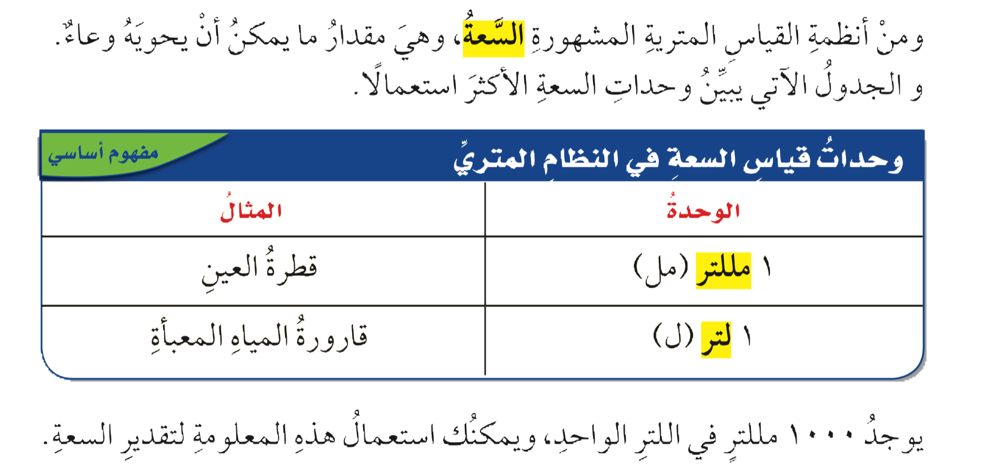 ومنْ أنظمةِ القياسِ المتريةِ المشهورةِ السَّعةُ، وهيَ مقدارُ ما يمكنُ أنْ يحويَهُ وعاءٌ.
و الجدولُ الآتي يبيِّنُ وحداتِ السعةِ الأكثرَ استعمالًا.
وحداتُ قياسِ السعةِ في النظامِ المتريِّ
مفهوم أساسي
الوحدةُ
المثالُ
١ مللتر (مل)
قطرةُ العينِ
١ لتر (ل)
قارورةُ المياهِ المعبأةِ
يوجدُ ١٠٠٠ مللترٍ في اللترِ الواحدِ، ويمكنُك استعمالُ هذهِ المعلومةِ لتقديرِ السعةِ.